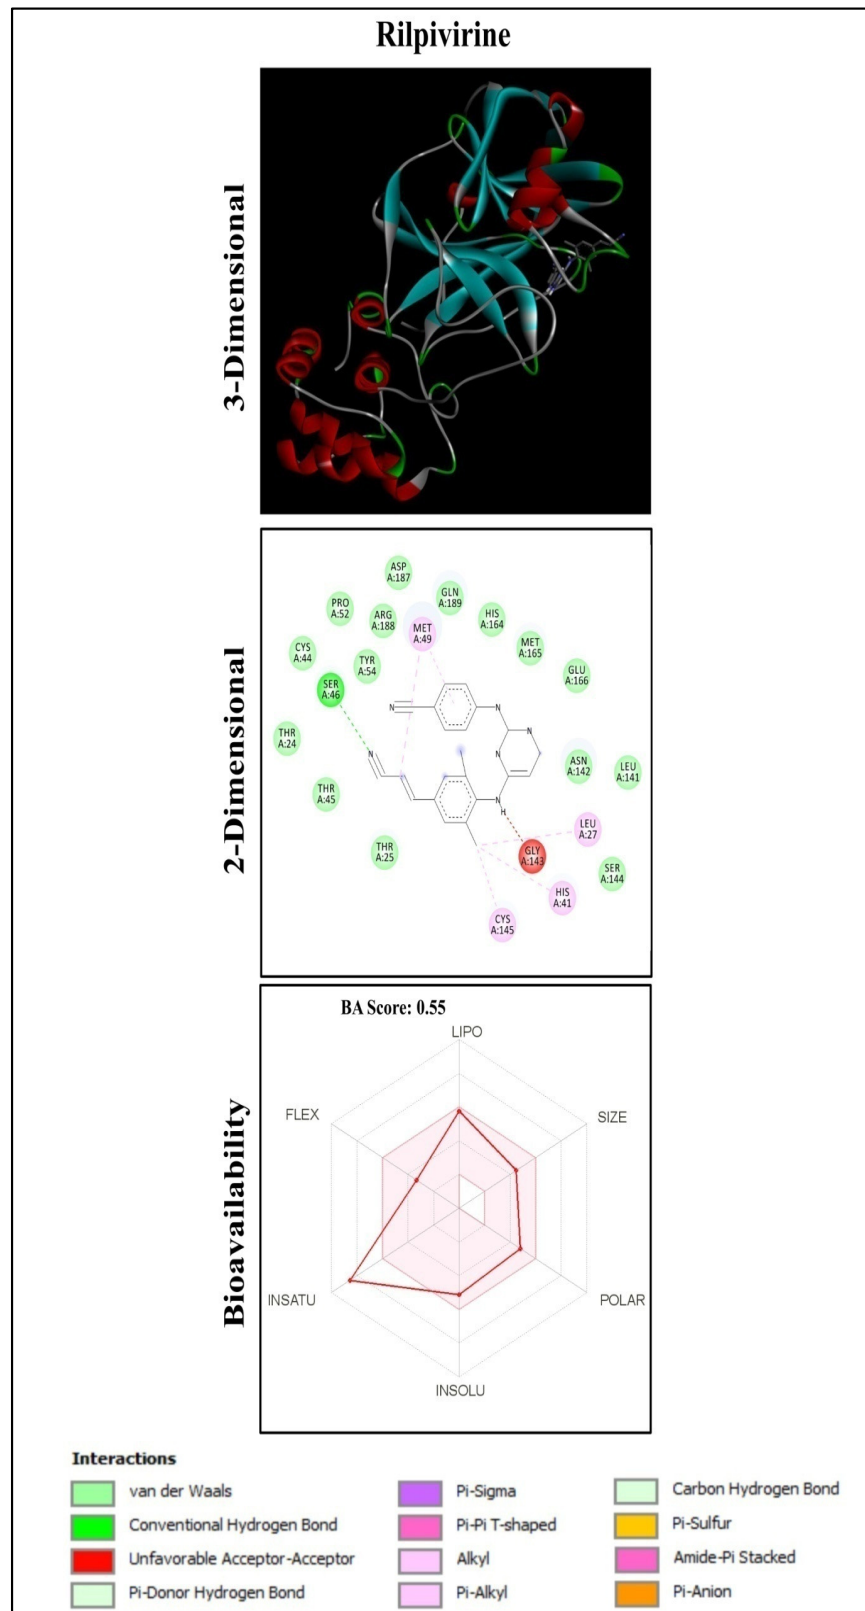 Rilpivirine
3-Dimensional
2-Dimensional
ASP
A:187
PRO
A:52
ARG
A:188
GLN
A:189
MET
A:49
HIS
A:164
MET
A:165
CYS
A:44
TYR
A:54
SER
A:46
GLU
A:166
THR
A:24
THR
A:45
THR
A:25
ASN
A:142
LEU
A:141
LEU
A:27
GLY
A:143
SER
A:144
HIS
A:41
CYS
A:145
N
N
N
N
N
N
H
Bioavailability
BA Score: 0.55
LIPO
FLEX
SIZE
INSATU
POLAR
INSOLU
Interactions
van der Waals
Conventional Hydrogen Bond
Unfavorable Acceptor-Acceptor
Pi-Donor Hydrogen Bond
Pi-Sigma
Pi-Pi T-shaped
Alkyl
Pi-Alkyl
Carbon Hydrogen Bond
Pi-Sulfur
Amide-Pi Stacked
Pi-Anion